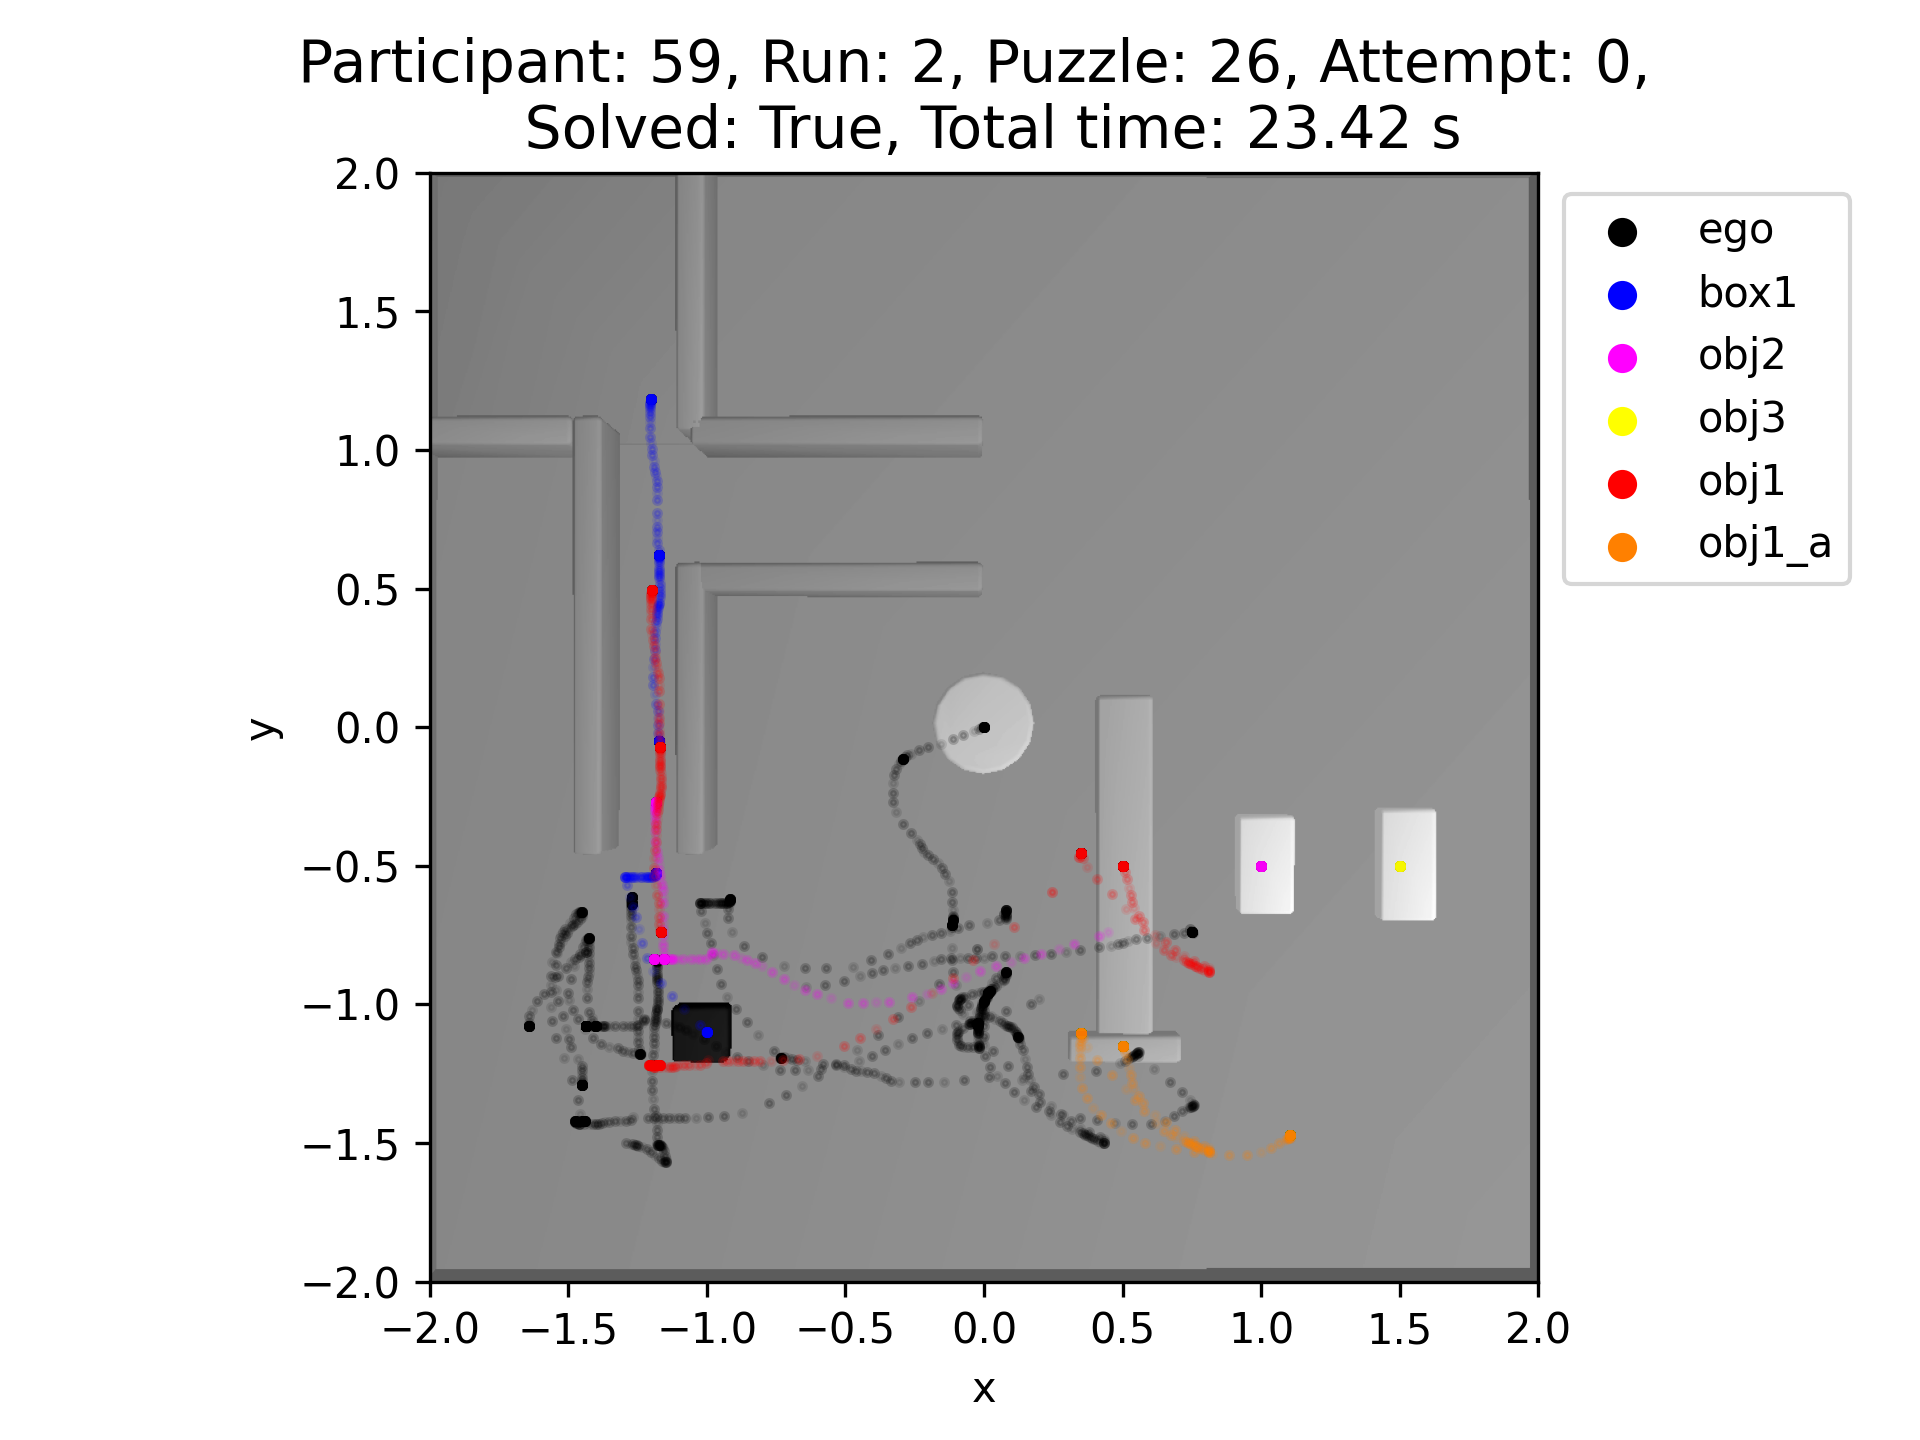 Participant: 59, Run: 2, Puzzle: 26, Attempt: 0,
Solved: True, Total time: 23.42 s
2.0
1.5
1.0
0.5
0.0
−0.5
−1.0
−1.5
−2.0
y
−2.0 −1.5 −1.0 −0.5 0.0 0.5 1.0 1.5 2.0
x
ego
box1
obj2
obj3
obj1
obj1_a